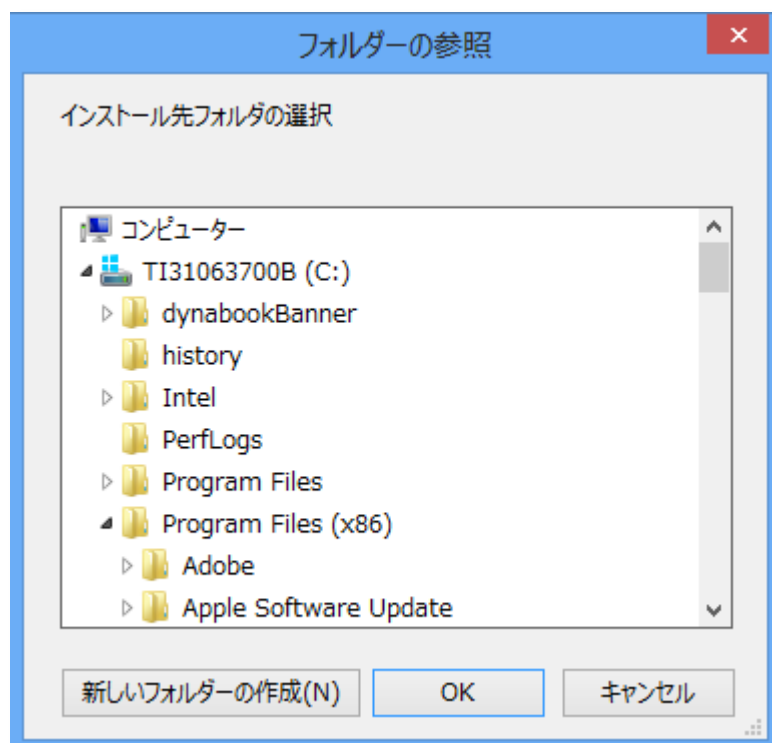 フォルダーの参照
インストール先フォルダの選択
コンピューター
TI31063700B (C:)
dynabookBanner
history
Intel
PerfLogs
Program Files
Program Files (x86)
Adobe
Apple Software Update
新しいフォルダーの作成(N) OK キャンセル